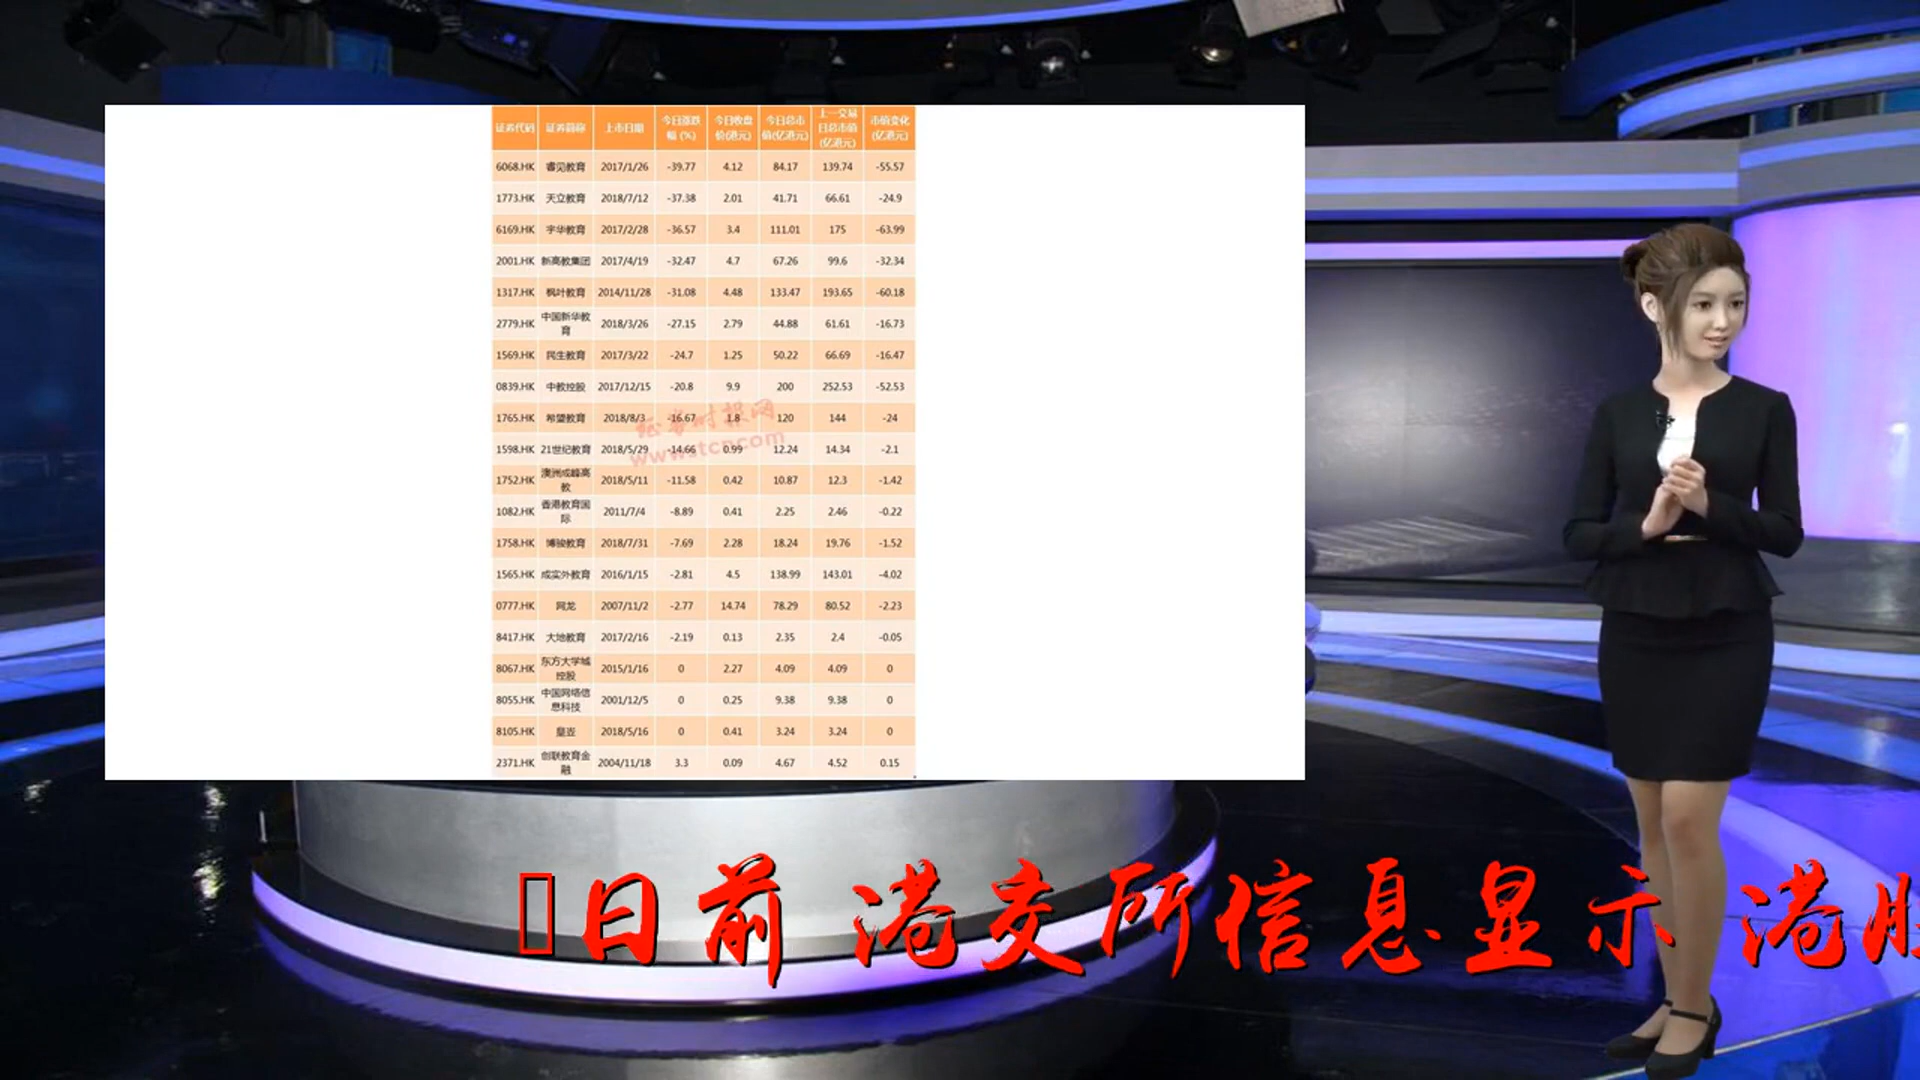 证券代码 证券简称 上市日期 今日涨跌幅 (%) 今日收盘价(港元) 今日总市值(亿港元) 上一交易日总市值(亿港元) 市值变化(亿港元)
6068.HK 睿见教育 2017/1/26 -39.77 4.12 84.17 139.74 -55.57
1773.HK 天立教育 2018/7/12 -37.38 2.01 41.71 66.61 -24.9
6169.HK 宇华教育 2017/2/28 -36.57 3.4 111.01 175 -63.99
2001.HK 新高教集团 2017/4/19 -32.47 4.7 67.26 99.6 -32.34
1317.HK 枫叶教育 2014/11/28 -31.08 4.48 133.47 193.65 -60.18
2779.HK 中国新华教育 2018/3/26 -27.15 2.79 44.88 61.61 -16.73
1569.HK 民生教育 2017/3/22 -24.7 1.25 50.22 66.69 -16.47
0839.HK 中教控股 2017/12/15 -20.8 9.9 200 252.53 -52.53
1765.HK 希望教育 2018/8/3 -16.67 1.8 120 144 -24
证券时报网
1598.HK 21世纪教育 2018/5/29 -14.66 0.99 12.24 14.34 -2.1
www.stcn.com
1752.HK 澳洲成峰高教 2018/5/11 -11.58 0.42 10.87 12.3 -1.42
1082.HK 香港教育国际 2011/7/4 -8.89 0.41 2.25 2.46 -0.22
1758.HK 博骏教育 2018/7/31 -7.69 2.28 18.24 19.76 -1.52
1565.HK 成实外教育 2016/1/15 -2.81 4.5 138.99 143.01 -4.02
0777.HK 网龙 2007/11/2 -2.77 14.74 78.29 80.52 -2.23
8417.HK 大地教育 2017/2/16 -2.19 0.13 2.35 2.4 -0.05
8067.HK 东方大学城控股 2015/1/16 0 2.27 4.09 4.09 0
8055.HK 中国网络信息科技 2001/12/5 0 0.25 9.38 9.38 0
8105.HK 皇岦 2018/5/16 0 0.41 3.24 3.24 0
2371.HK 创联教育金融 2004/11/18 3.3 0.09 4.67 4.52 0.15
日前 港交所信息显示 港股